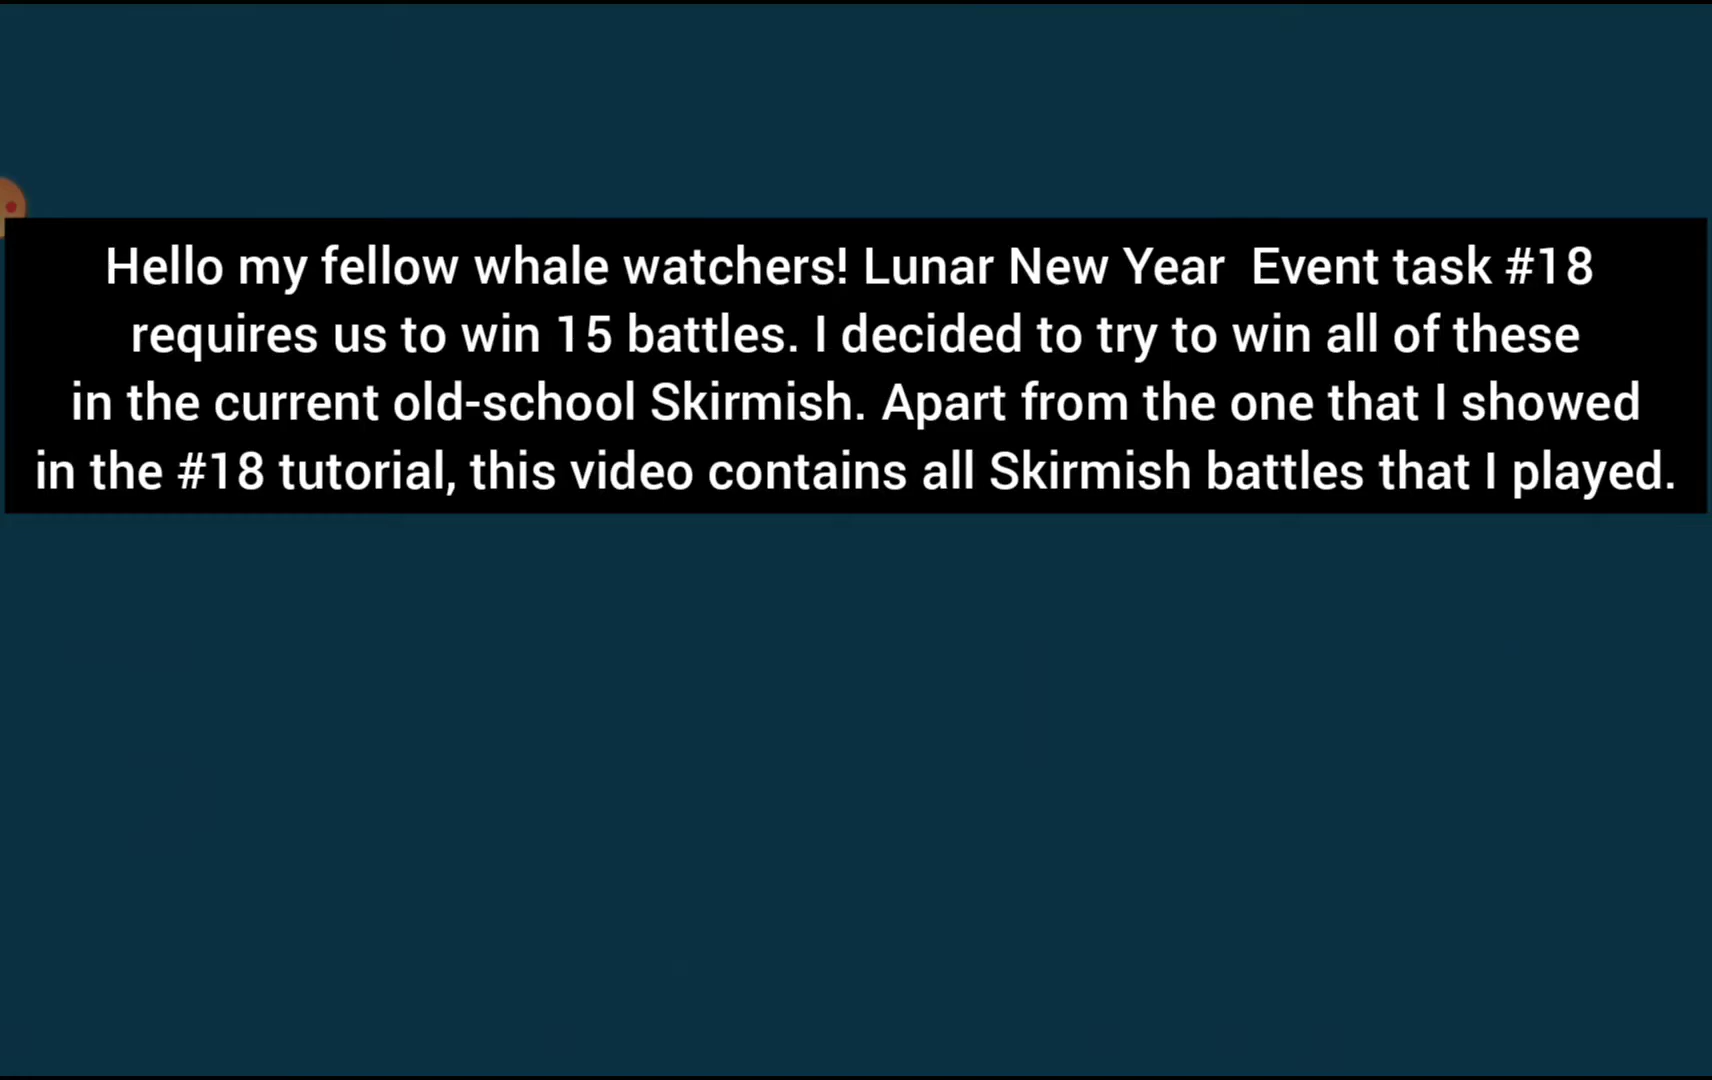 Hello my fellow whale watchers! Lunar New Year  Event task #18
requires us to win 15 battles. I decided to try to win all of these
in the current old-school Skirmish. Apart from the one that I showed
in the #18 tutorial, this video contains all Skirmish battles that I played.